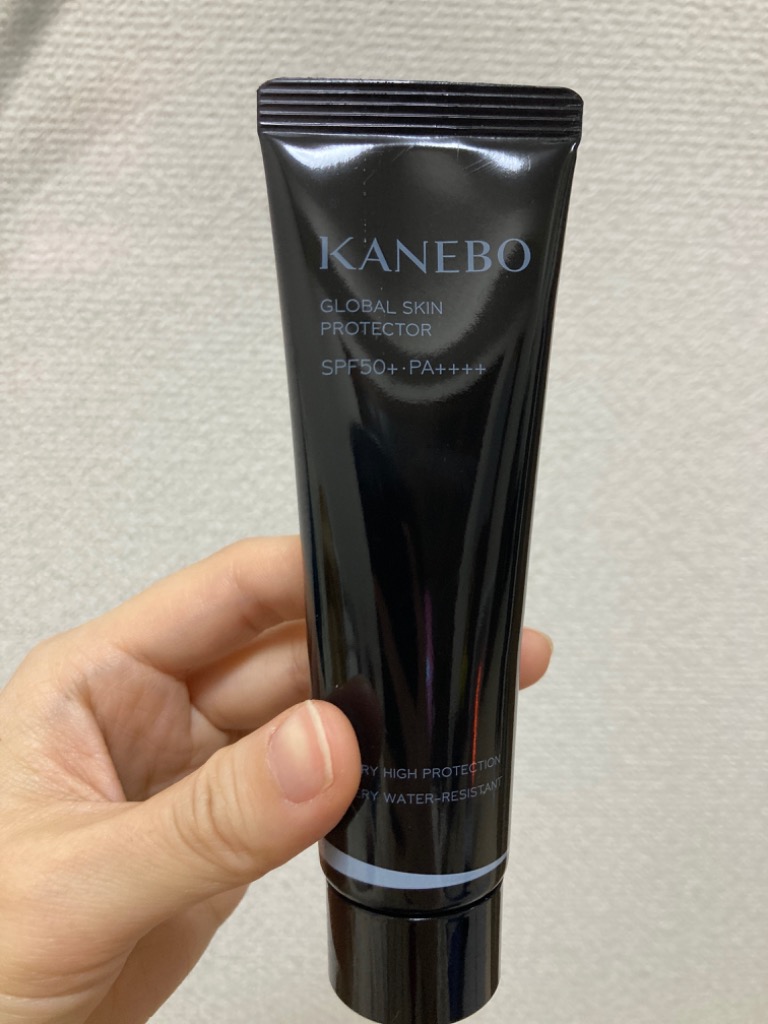 KANEBO
GLOBAL SKIN
PROTECTOR
SPF50+·PA++++
HIGH PROTECTION
WATER-RESISTANT